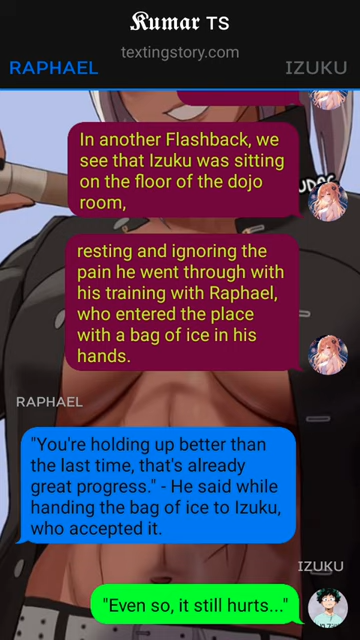 𝕶𝖚𝖒𝖆𝖗 TS
textingstory.com
RAPHAEL
IZUKU
In another Flashback, we
see that Izuku was sitting
on the floor of the dojo
room,
resting and ignoring the
pain he went through with
his training with Raphael,
who entered the place
with a bag of ice in his
hands.
RAPHAEL
"You're holding up better than
the last time, that's already
great progress." - He said while
handing the bag of ice to Izuku,
who accepted it.
IZUKU
"Even so, it still hurts..."